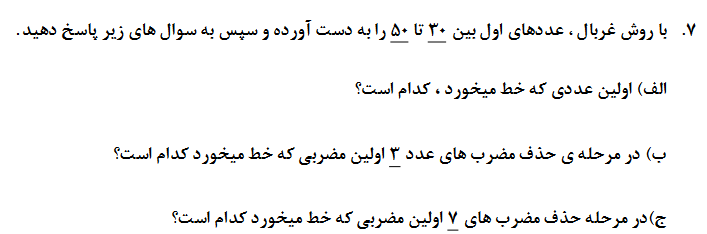 ۷. با روش غربال ، عددهای اول بین ۳۰ تا ۵۰ را به دست آورده و سپس به سوال های زیر پاسخ دهید.
الف) اولین عددی که خط میخورد ، کدام است؟
ب) در مرحله ی حذف مضرب های عدد ۳ اولین مضربی که خط میخورد کدام است؟
ج)در مرحله حذف مضرب های ۷ اولین مضربی که خط میخورد کدام است؟